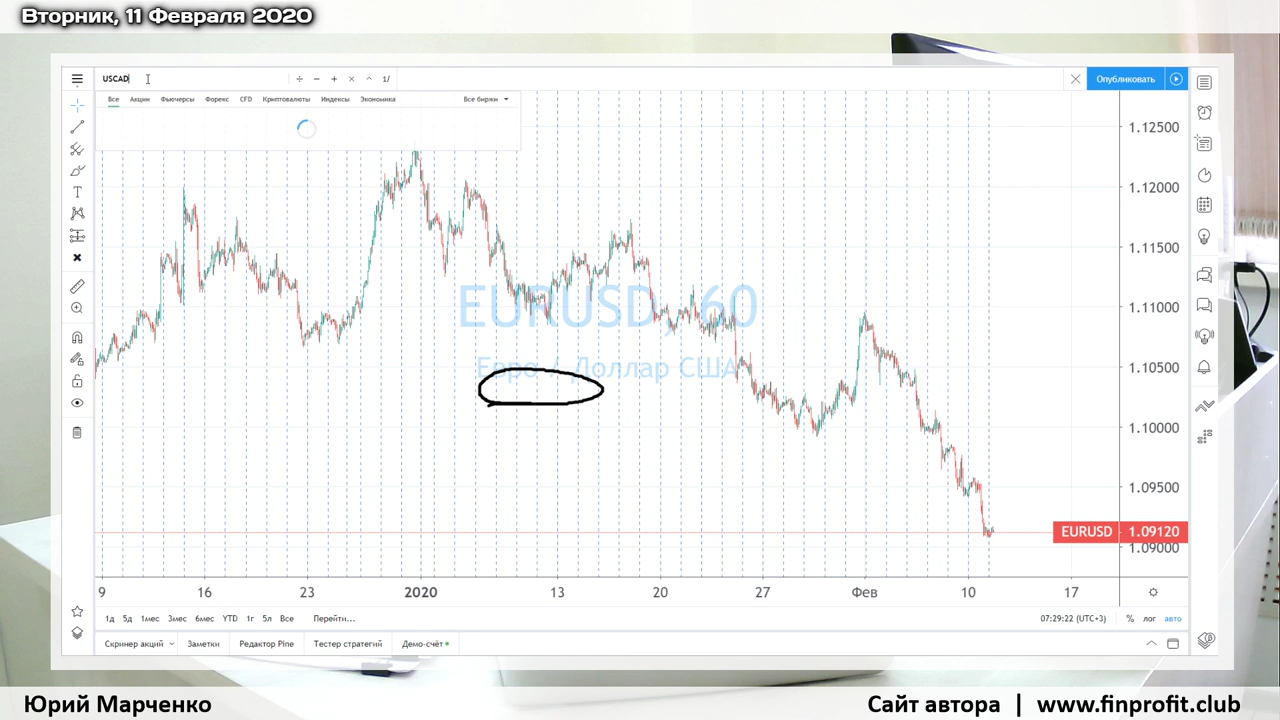 Вторник, 11 Февраля 2020
USCAD
1/
Опубликовать
Все Акции Фьючерсы Форекс CFD Криптовалюты Индексы Экономика Все биржи
1.12500
1.12000
1.11500
1.11000
1.10500
1.10000
1.09500
1.09000
EURUSD, 60
Евро / Доллар США
EURUSD 1.09120
9 16 23 2020 13 20 27 Фев 10 17
1д 5д 1мес 3мес 6мес YTD 1г 5л Все Перейти... 07:29:22 (UTC+3) % лог авто
Скринер акций Заметки Редактор Pine Тестер стратегий Демо-счёт
Юрий Марченко
Сайт автора | www.finprofit.club